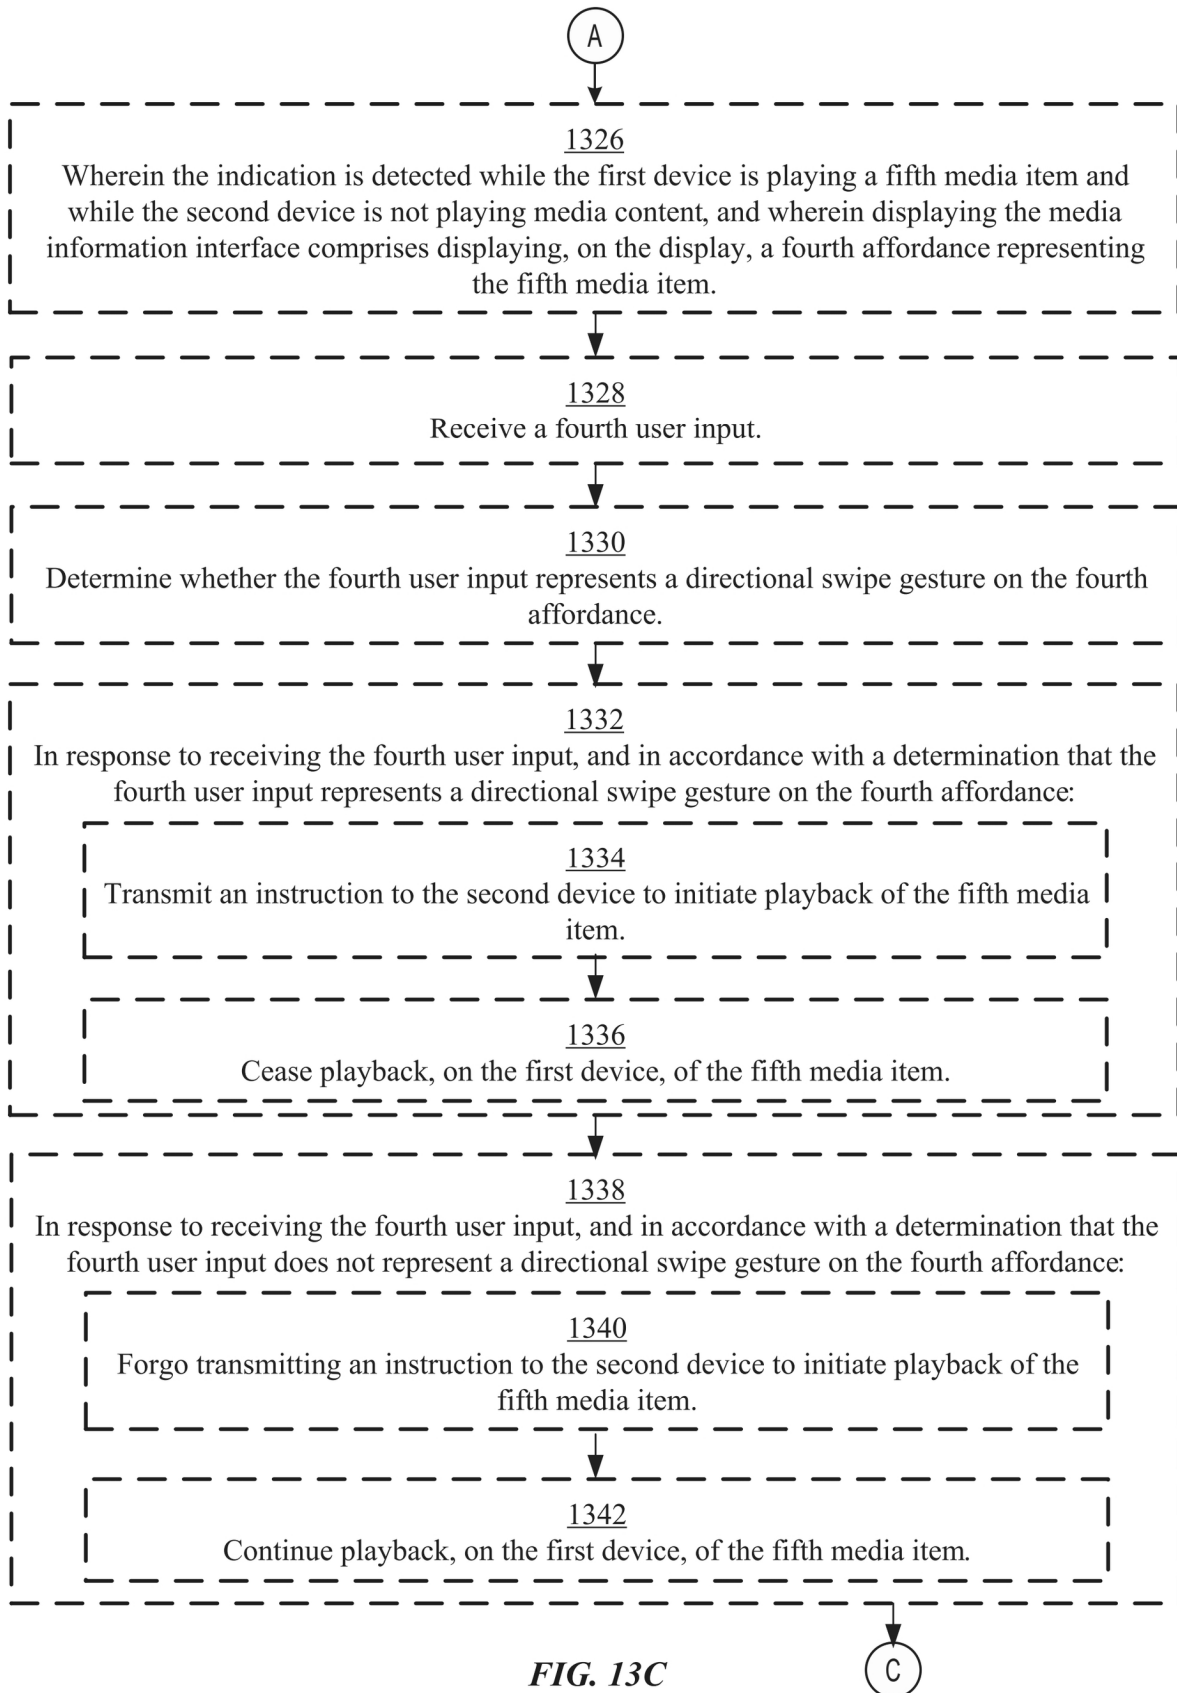 A
1326
Wherein the indication is detected while the first device is playing a fifth media item and
while the second device is not playing media content, and wherein displaying the media
information interface comprises displaying, on the display, a fourth affordance representing
the fifth media item.
1328
Receive a fourth user input.
1330
Determine whether the fourth user input represents a directional swipe gesture on the fourth
affordance.
1332
In response to receiving the fourth user input, and in accordance with a determination that the
fourth user input represents a directional swipe gesture on the fourth affordance:
1334
Transmit an instruction to the second device to initiate playback of the fifth media
item.
1336
Cease playback, on the first device, of the fifth media item.
1338
In response to receiving the fourth user input, and in accordance with a determination that the
fourth user input does not represent a directional swipe gesture on the fourth affordance:
1340
Forgo transmitting an instruction to the second device to initiate playback of the
fifth media item.
1342
Continue playback, on the first device, of the fifth media item.
FIG. 13C
C